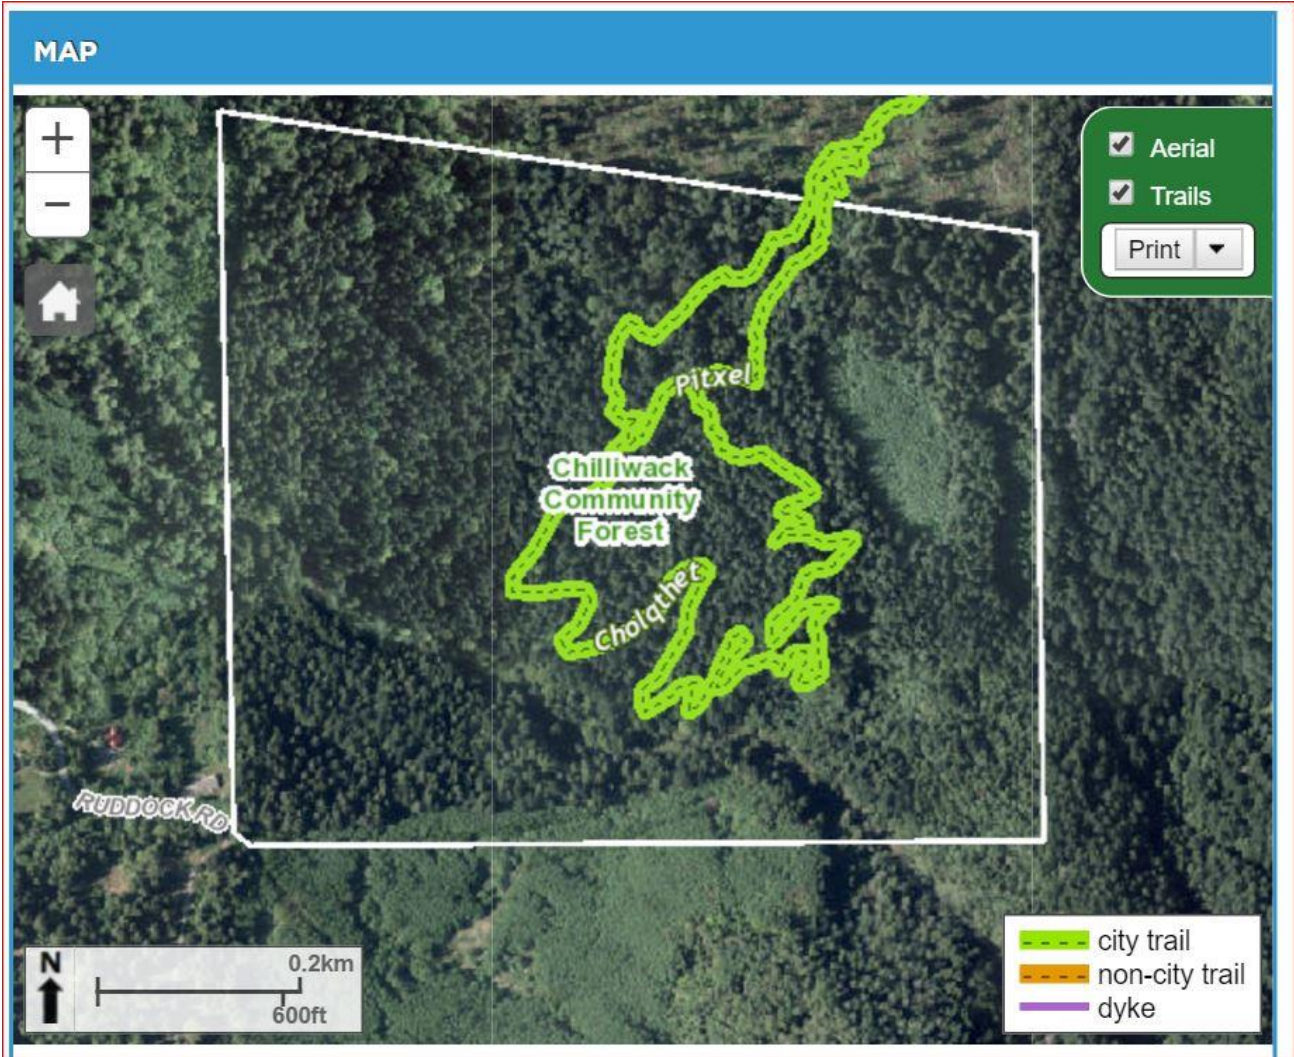 MAP
+
−
Aerial
Trails
Print
Pitxel
Chilliwack
Community
Forest
Cholqthet
RUDDOCK RD
N
0.2km
600ft
city trail
non-city trail
dyke